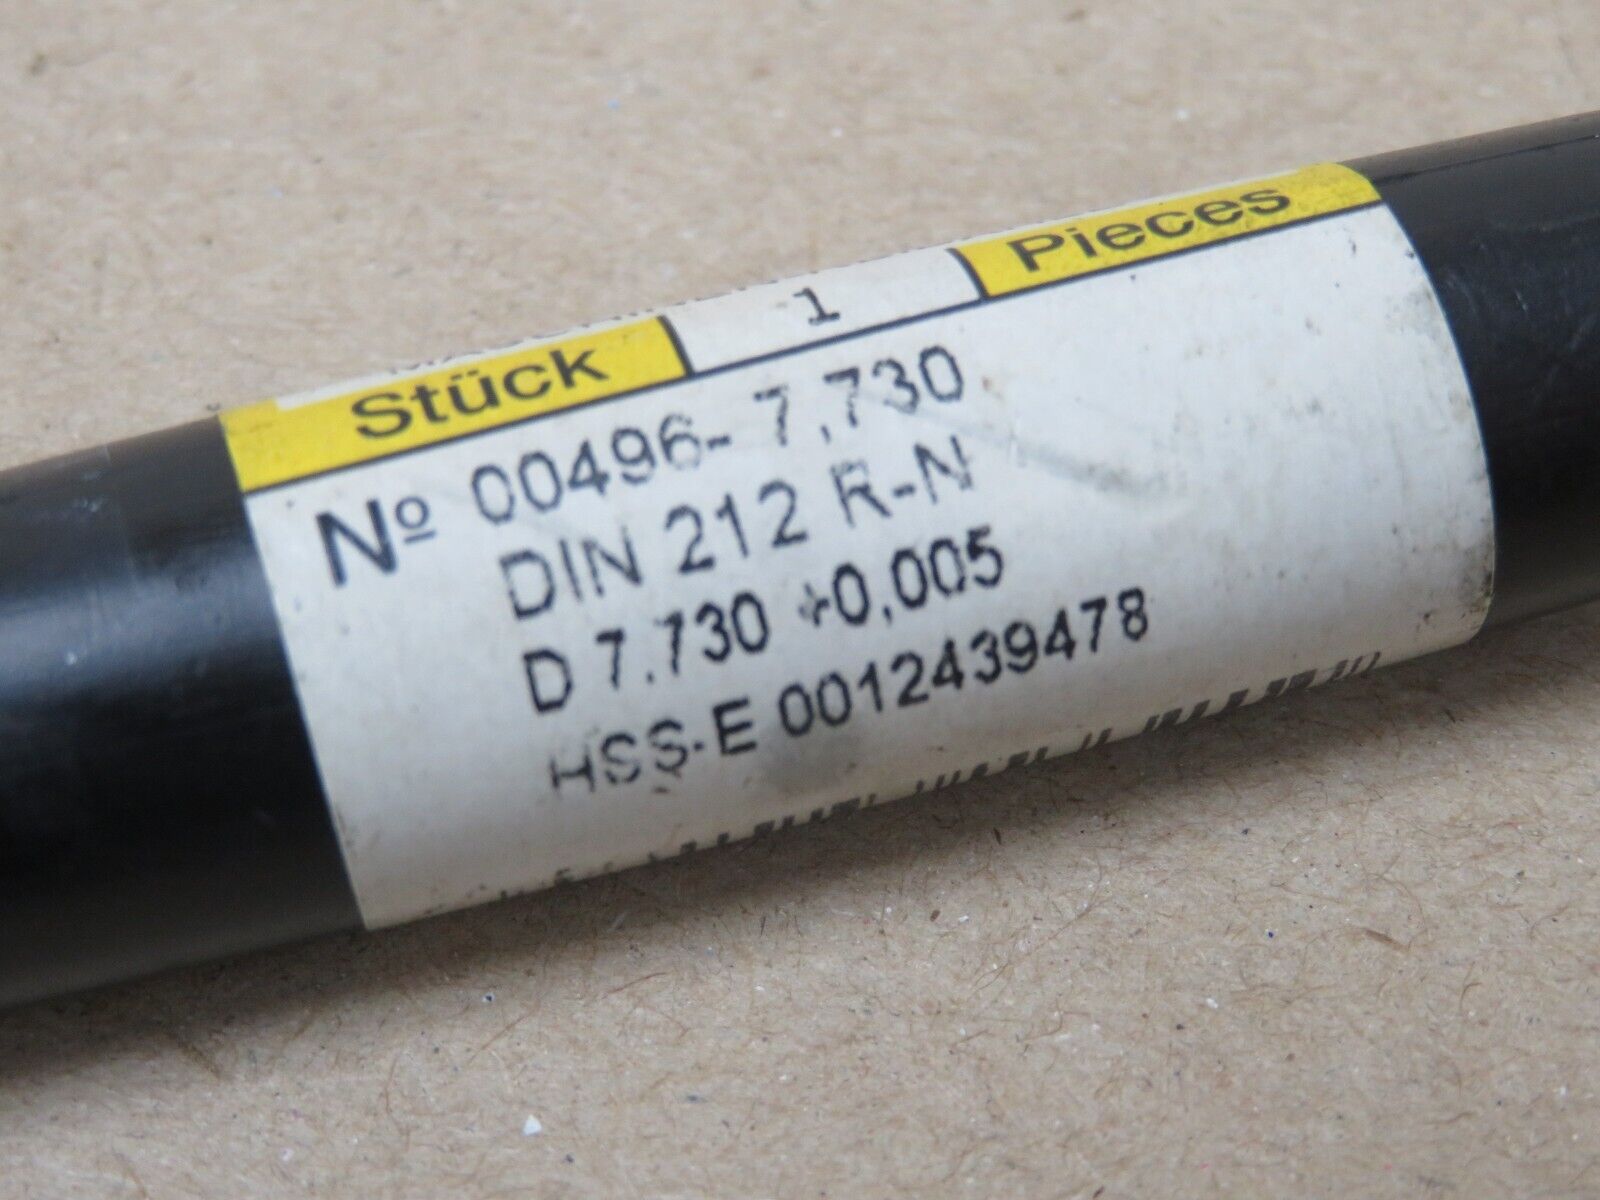 Stück 1 Pieces
Nº 00496- 7,730
DIN 212 R-N
D 7.730 +0,005
HSS-E 0012439478